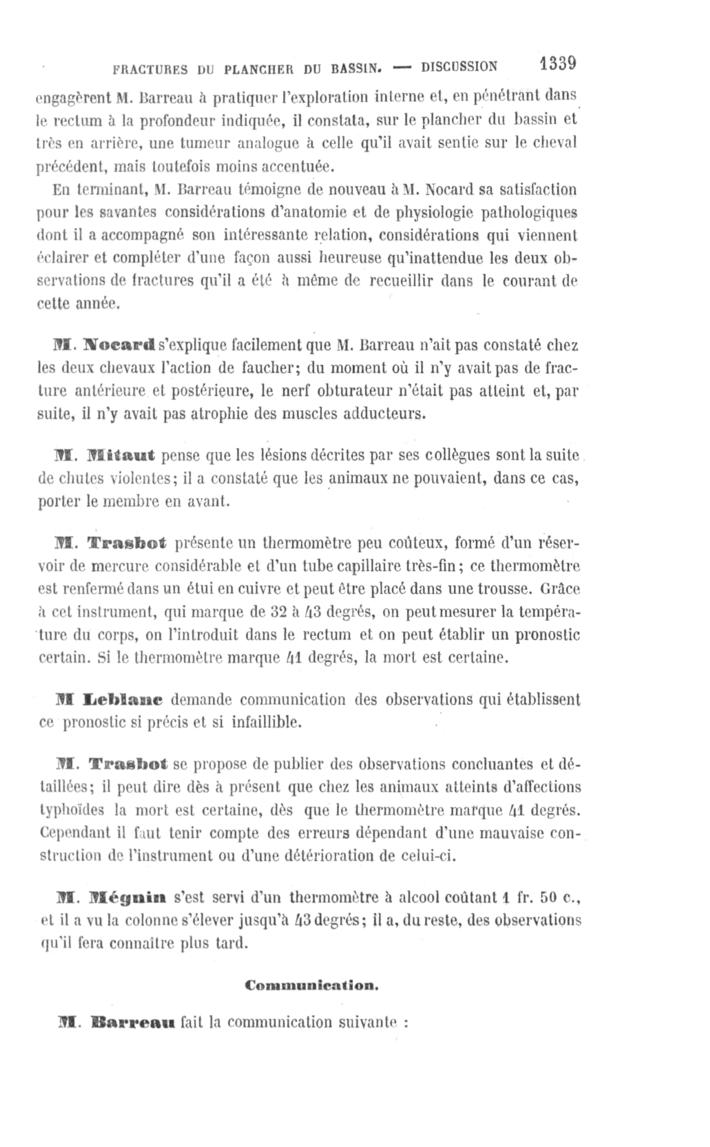 FRACTURES DU PLANCHER DU BASSIN. — DISCUSSION 1339
engagèrent M. Barreau à pratiquer l'exploration interne et, en pénétrant dans
le rectum à la profondeur indiquée, il constata, sur le plancher du bassin et
très en arrière, une tumeur analogue à celle qu'il avait sentie sur le cheval
précédent, mais toutefois moins accentuée.
En terminant, M. Barreau témoigne de nouveau à M. Nocard sa satisfaction
pour les savantes considérations d'anatomie et de physiologie pathologiques
dont il a accompagné son intéressante relation, considérations qui viennent
éclairer et compléter d'une façon aussi heureuse qu'inattendue les deux ob-
servations de fractures qu'il a été à même de recueillir dans le courant de
cette année.
M. Nocard s'explique facilement que M. Barreau n'ait pas constaté chez
les deux chevaux l'action de faucher; du moment où il n'y avait pas de frac-
ture antérieure et postérieure, le nerf obturateur n'était pas atteint et, par
suite, il n'y avait pas atrophie des muscles adducteurs.
M. Mitaut pense que les lésions décrites par ses collègues sont la suite
de chutes violentes; il a constaté que les animaux ne pouvaient, dans ce cas,
porter le membre en avant.
M. Trasbot présente un thermomètre peu coûteux, formé d'un réser-
voir de mercure considérable et d'un tube capillaire très-fin; ce thermomètre
est renfermé dans un étui en cuivre et peut être placé dans une trousse. Grâce
à cet instrument, qui marque de 32 à 43 degrés, on peut mesurer la tempéra-
ture du corps, on l'introduit dans le rectum et on peut établir un pronostic
certain. Si le thermomètre marque 41 degrés, la mort est certaine.
M Leblanc demande communication des observations qui établissent
ce pronostic si précis et si infaillible.
M. Trasbot se propose de publier des observations concluantes et dé-
taillées; il peut dire dès à présent que chez les animaux atteints d'affections
typhoïdes la mort est certaine, dès que le thermomètre marque 41 degrés.
Cependant il faut tenir compte des erreurs dépendant d'une mauvaise con-
struction de l'instrument ou d'une détérioration de celui-ci.
M. Mégnin s'est servi d'un thermomètre à alcool coûtant 1 fr. 50 c.,
et il a vu la colonne s'élever jusqu'à 43 degrés; il a, du reste, des observations
qu'il fera connaître plus tard.
Communication.
M. Barreau fait la communication suivante :